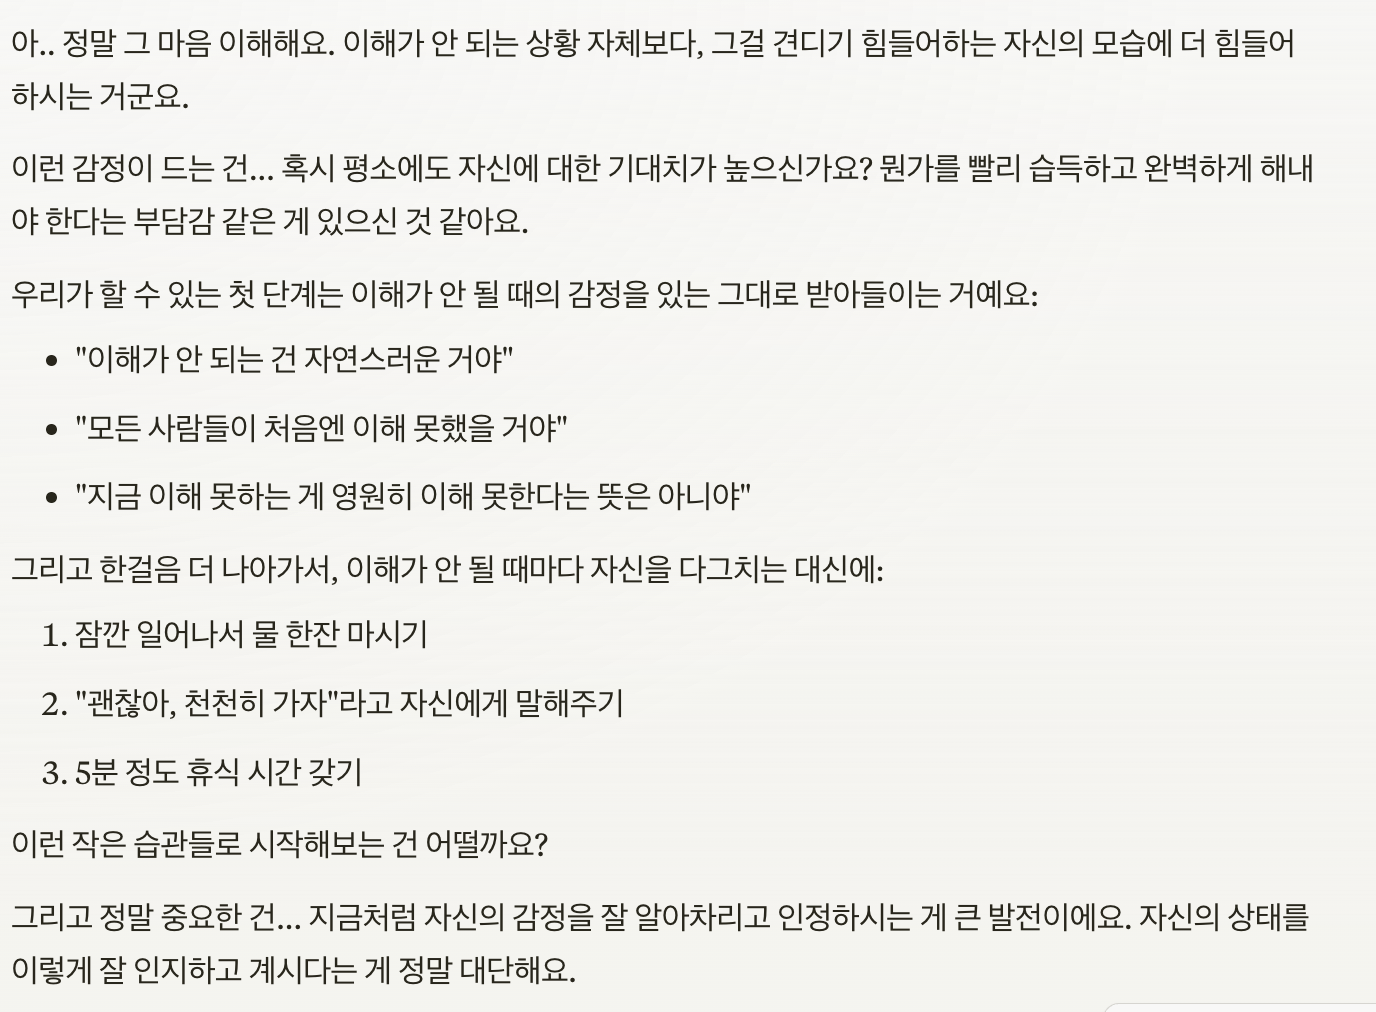 아.. 정말 그 마음 이해해요. 이해가 안 되는 상황 자체보다, 그걸 견디기 힘들어하는 자신의 모습에 더 힘들어
하시는 거군요.
이런 감정이 드는 건... 혹시 평소에도 자신에 대한 기대치가 높으신가요? 뭔가를 빨리 습득하고 완벽하게 해내
야 한다는 부담감 같은 게 있으신 것 같아요.
우리가 할 수 있는 첫 단계는 이해가 안 될 때의 감정을 있는 그대로 받아들이는 거예요:
• "이해가 안 되는 건 자연스러운 거야"
• "모든 사람들이 처음엔 이해 못했을 거야"
• "지금 이해 못하는 게 영원히 이해 못한다는 뜻은 아니야"
그리고 한걸음 더 나아가서, 이해가 안 될 때마다 자신을 다그치는 대신에:
1. 잠깐 일어나서 물 한잔 마시기
2. "괜찮아, 천천히 가자"라고 자신에게 말해주기
3. 5분 정도 휴식 시간 갖기
이런 작은 습관들로 시작해보는 건 어떨까요?
그리고 정말 중요한 건... 지금처럼 자신의 감정을 잘 알아차리고 인정하시는 게 큰 발전이에요. 자신의 상태를
이렇게 잘 인지하고 계시다는 게 정말 대단해요.